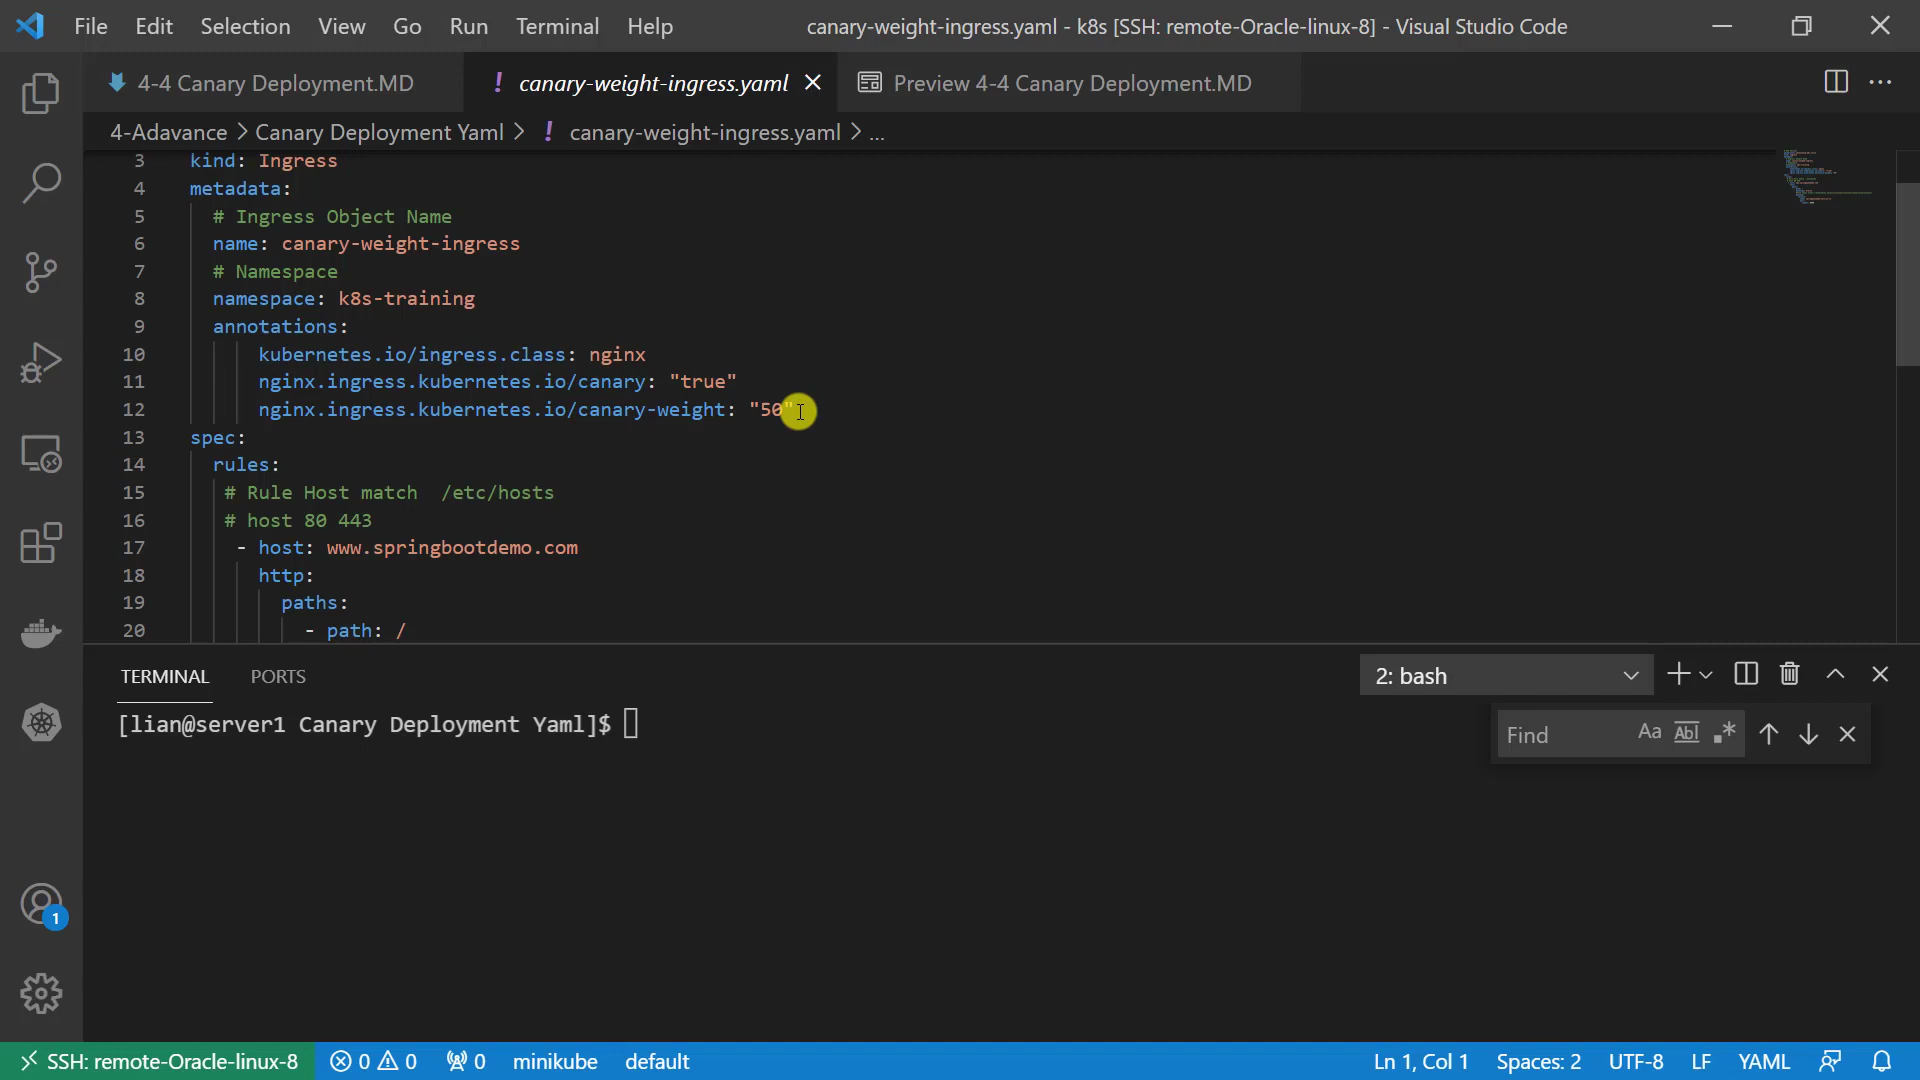 File Edit Selection View Go Run Terminal Help
canary-weight-ingress.yaml - k8s [SSH: remote-Oracle-linux-8] - Visual Studio Code
4-4 Canary Deployment.MD
! canary-weight-ingress.yaml
Preview 4-4 Canary Deployment.MD
4-Adavance > Canary Deployment Yaml > ! canary-weight-ingress.yaml > ...
3 kind: Ingress
4 metadata:
5 # Ingress Object Name
6 name: canary-weight-ingress
7 # Namespace
8 namespace: k8s-training
9 annotations:
10 kubernetes.io/ingress.class: nginx
11 nginx.ingress.kubernetes.io/canary: "true"
12 nginx.ingress.kubernetes.io/canary-weight: "50"
13 spec:
14 rules:
15 # Rule Host match  /etc/hosts
16 # host 80 443
17 - host: www.springbootdemo.com
18 http:
19 paths:
20 - path: /
TERMINAL PORTS
2: bash
[lian@server1 Canary Deployment Yaml]$
Find Aa Abl .*
1
SSH: remote-Oracle-linux-8 0 0 0 minikube default
Ln 1, Col 1 Spaces: 2 UTF-8 LF YAML